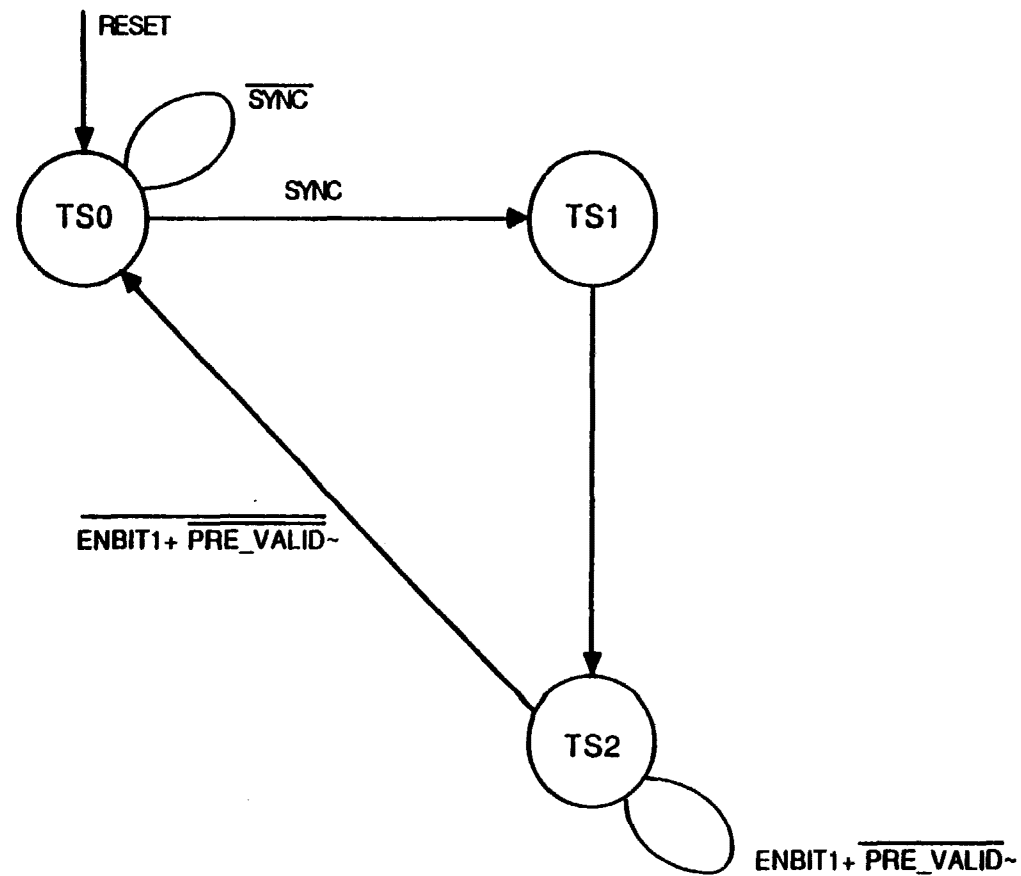 RESET
SYNC
SYNC
TS0
TS1
ENBIT1+ PRE_VALID~
TS2
ENBIT1+ PRE_VALID~